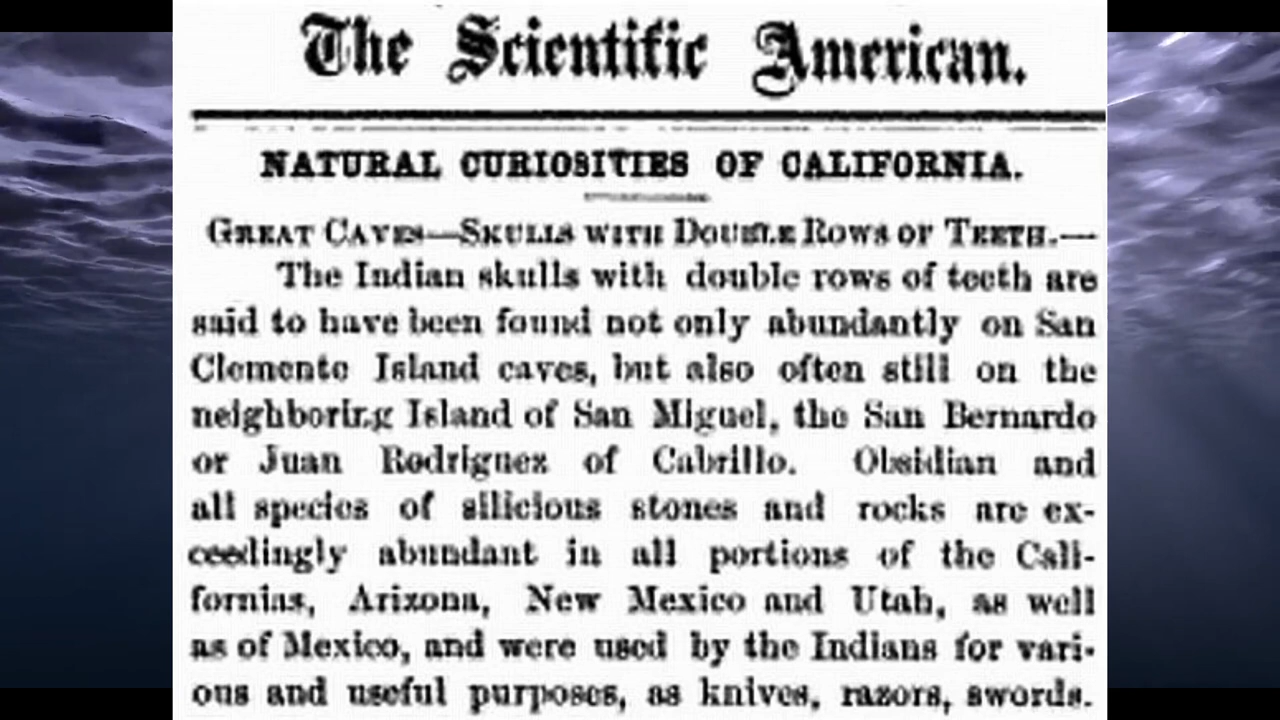 The Scientific American.
NATURAL CURIOSITIES OF CALIFORNIA.
GREAT CAVES—SKULLS WITH DOUBLE ROWS OF TEETH.—
The Indian skulls with double rows of teeth are
said to have been found not only abundantly on San
Clemente Island caves, but also often still on the
neighboring Island of San Miguel, the San Bernardo
or Juan Rodriguez of Cabrillo. Obsidian and
all species of silicious stones and rocks are ex-
ceedingly abundant in all portions of the Cali-
fornias, Arizona, New Mexico and Utah, as well
as of Mexico, and were used by the Indians for vari-
ous and useful purposes, as knives, razors, swords.